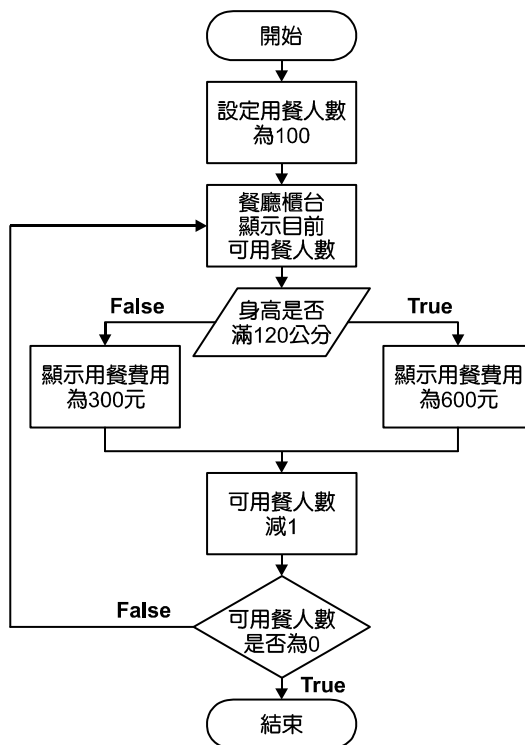 開始
設定用餐人數
為100
餐廳櫃台
顯示目前
可用餐人數
False
身高是否
滿120公分
True
顯示用餐費用
為300元
顯示用餐費用
為600元
可用餐人數
減1
False
可用餐人數
是否為0
True
結束